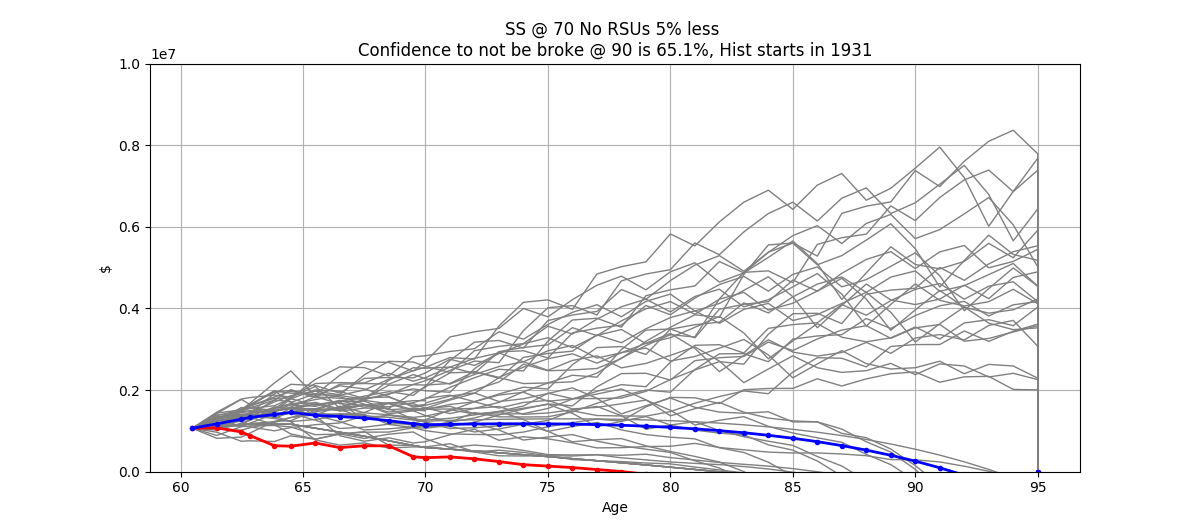 SS @ 70 No RSUs 5% less
Confidence to not be broke @ 90 is 65.1%, Hist starts in 1931
1e7
1.0
0.8
0.6
0.4
0.2
0.0
$
60 65 70 75 80 85 90 95
Age